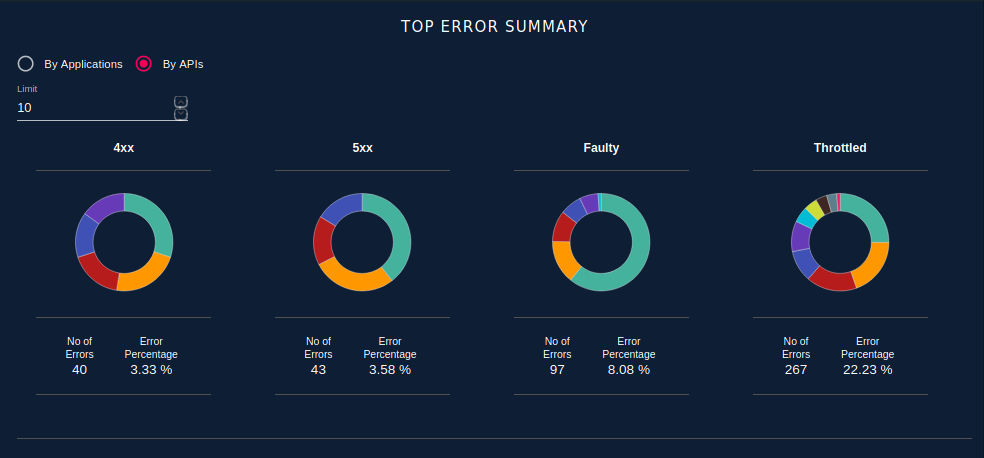 TOP ERROR SUMMARY
By Applications By APIs
Limit
10
4xx 5xx Faulty Throttled
No of Error No of Error No of Error No of Error
Errors Percentage Errors Percentage Errors Percentage Errors Percentage
40 3.33 % 43 3.58 % 97 8.08 % 267 22.23 %